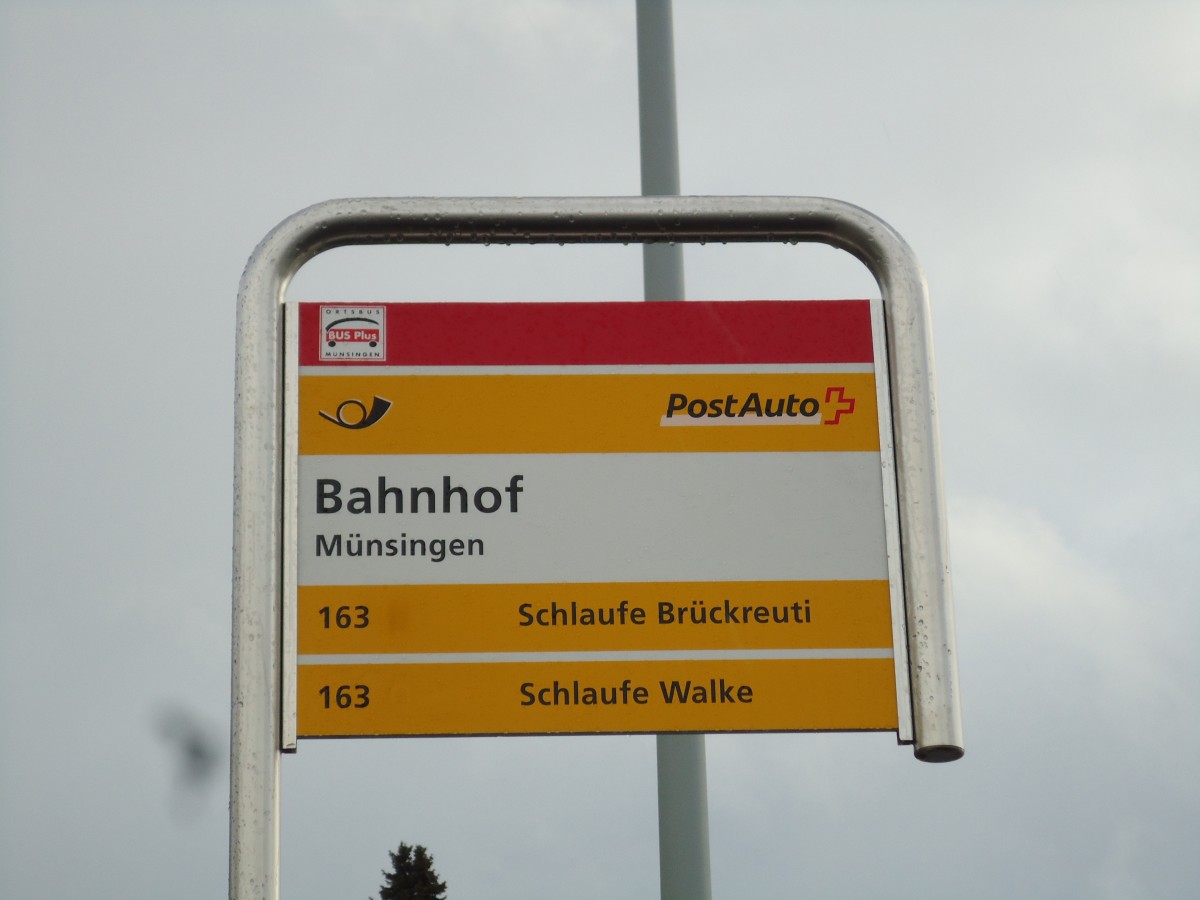 ORTSBUS
BUS Plus
MÜNSINGEN
PostAuto
Bahnhof
Münsingen
163 Schlaufe Brückreuti
163 Schlaufe Walke